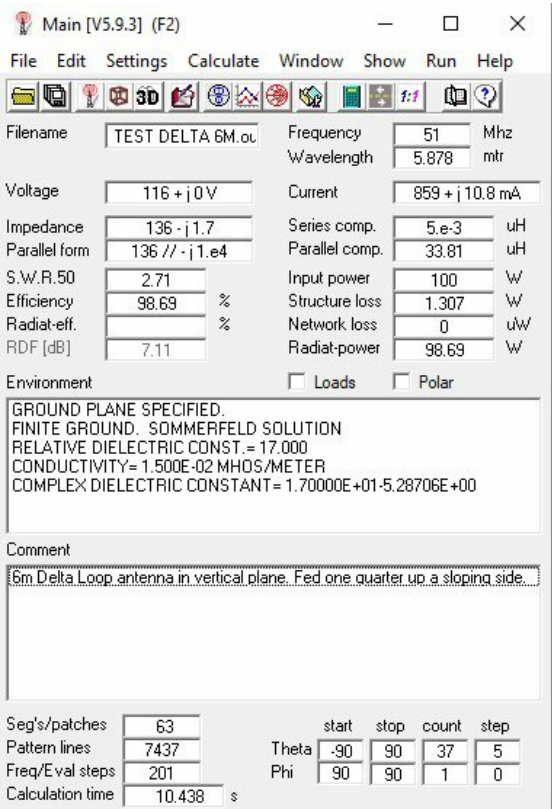 Main [V5.9.3] (F2)
File Edit Settings Calculate Window Show Run Help
3D 1:1
Filename TEST DELTA 6M.ou Frequency 51 Mhz
Wavelength 5.878 mtr
Voltage 116 + j 0 V Current 859 + j 10.8 mA
Impedance 136 - j 1.7 Series comp. 5.e-3 uH
Parallel form 136 // - j 1.e4 Parallel comp. 33.81 uH
S.W.R.50 2.71 Input power 100 W
Efficiency 98.69 % Structure loss 1.307 W
Radiat-eff. % Network loss 0 uW
RDF [dB] 7.11 Radiat-power 98.69 W
Environment Loads Polar
GROUND PLANE SPECIFIED.
FINITE GROUND. SOMMERFELD SOLUTION
RELATIVE DIELECTRIC CONST.= 17.000
CONDUCTIVITY= 1.500E-02 MHOS/METER
COMPLEX DIELECTRIC CONSTANT= 1.70000E+01-5.28706E+00
Comment
6m Delta Loop antenna in vertical plane. Fed one quarter up a sloping side.
Seg's/patches 63 start stop count step
Pattern lines 7437 Theta -90 90 37 5
Freq/Eval steps 201 Phi 90 90 1 0
Calculation time 10.438 s